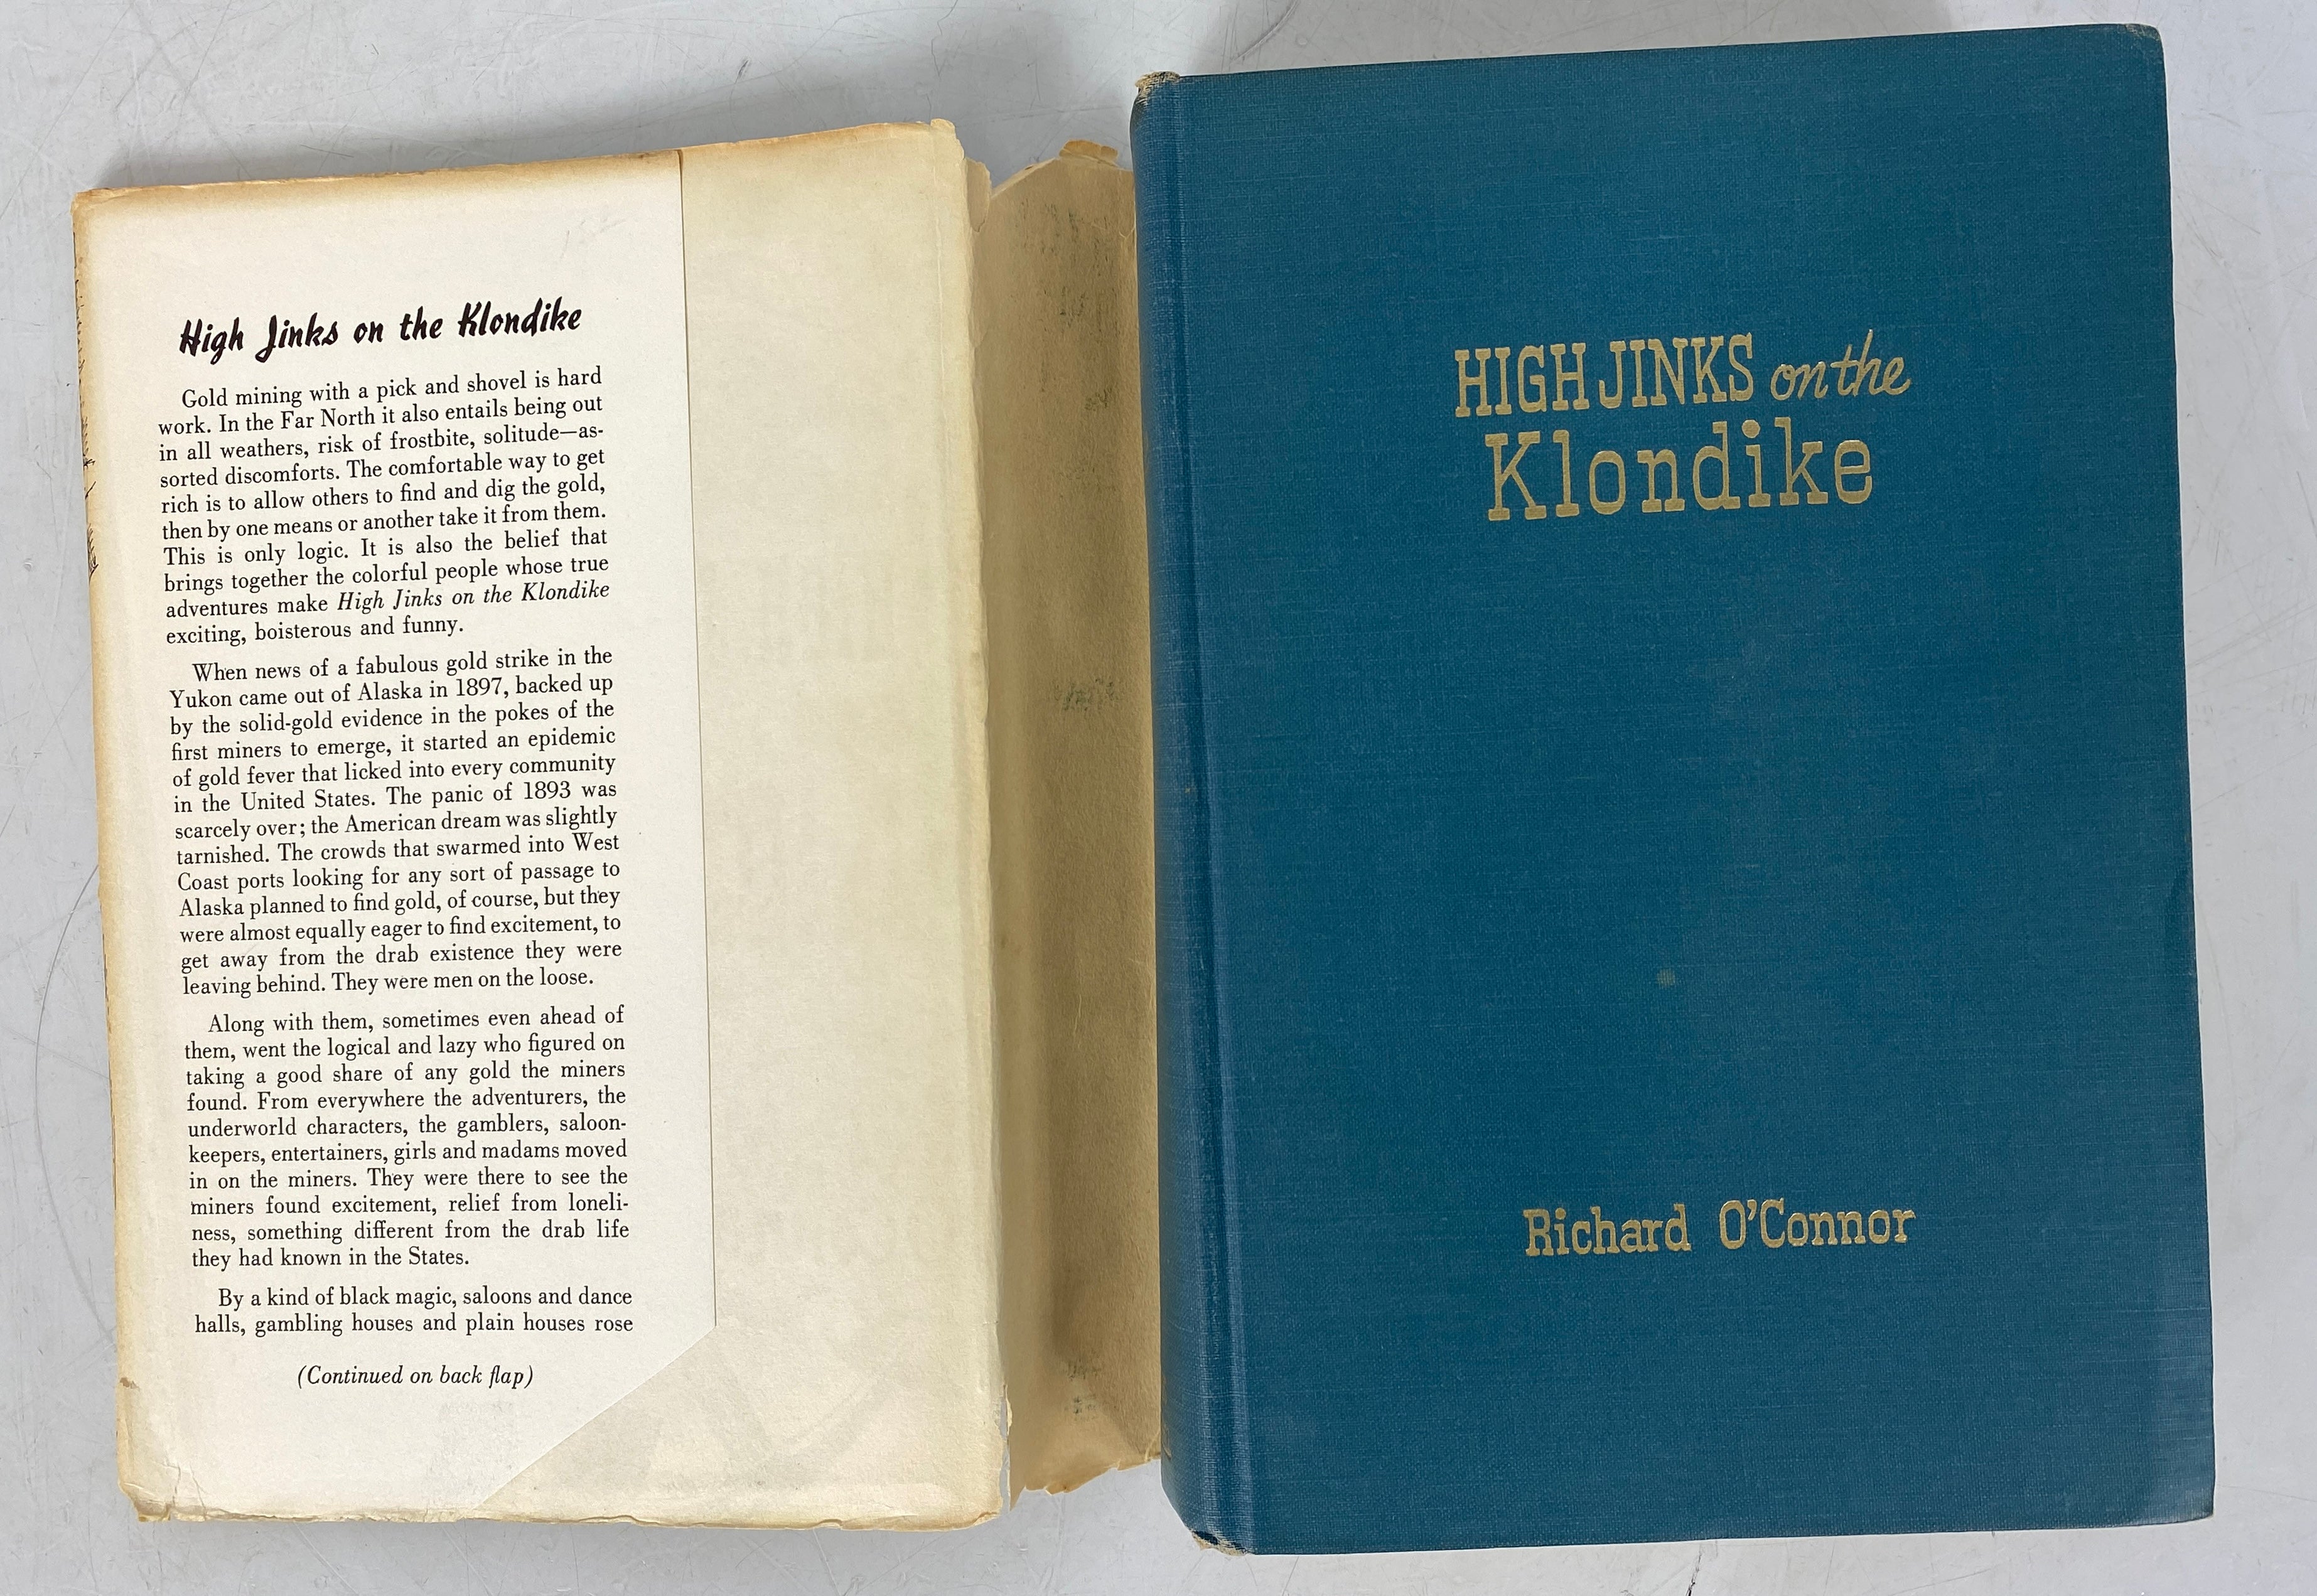 High Jinks on the Klondike
Gold mining with a pick and shovel is hard
work. In the Far North it also entails being out
in all weathers, risk of frostbite, solitude—as-
sorted discomforts. The comfortable way to get
rich is to allow others to find and dig the gold,
then by one means or another take it from them.
This is only logic. It is also the belief that
brings together the colorful people whose true
adventures make High Jinks on the Klondike
exciting, boisterous and funny.
When news of a fabulous gold strike in the
Yukon came out of Alaska in 1897, backed up
by the solid-gold evidence in the pokes of the
first miners to emerge, it started an epidemic
of gold fever that licked into every community
in the United States. The panic of 1893 was
scarcely over; the American dream was slightly
tarnished. The crowds that swarmed into West
Coast ports looking for any sort of passage to
Alaska planned to find gold, of course, but they
were almost equally eager to find excitement, to
get away from the drab existence they were
leaving behind. They were men on the loose.
Along with them, sometimes even ahead of
them, went the logical and lazy who figured on
taking a good share of any gold the miners
found. From everywhere the adventurers, the
underworld characters, the gamblers, saloon-
keepers, entertainers, girls and madams moved
in on the miners. They were there to see the
miners found excitement, relief from loneli-
ness, something different from the drab life
they had known in the States.
By a kind of black magic, saloons and dance
halls, gambling houses and plain houses rose
(Continued on back flap)
HIGH JINKS on the
Klondike
Richard O'Connor